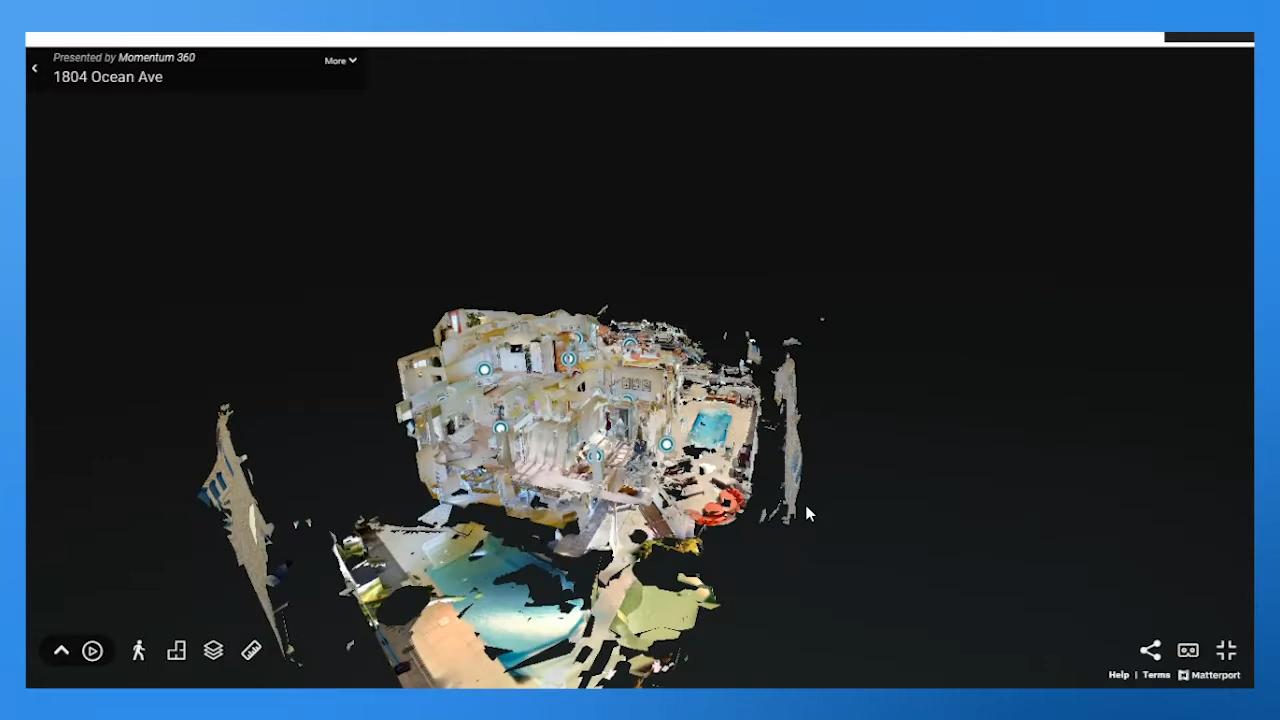 Presented by Momentum 360
More
1804 Ocean Ave
Help | Terms Matterport